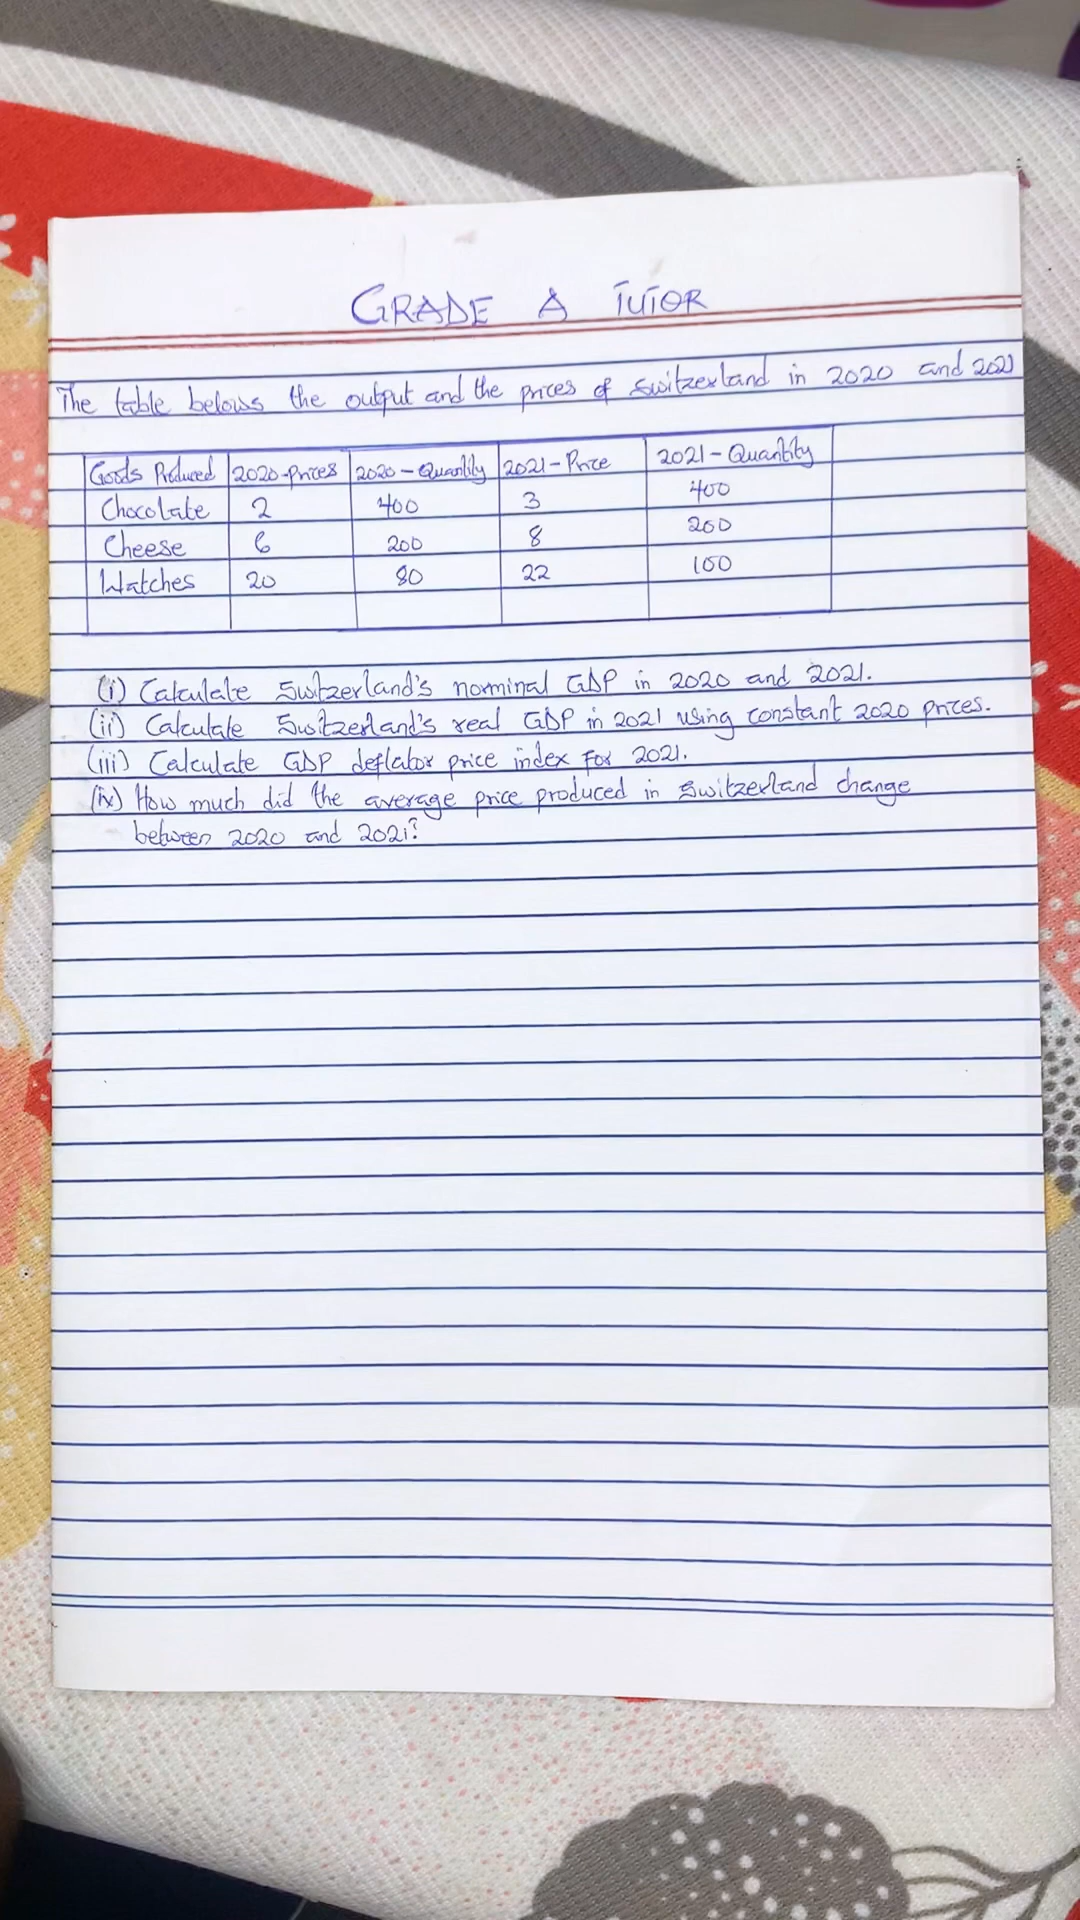 GRADE A TUTOR
The table belows the output and the prices of Switzerland in 2020 and 2021
Goods Produced 2020-prices 2020-Quantity 2021-Price 2021-Quantity
Chocolate 2 400 3 400
Cheese 6 200 8 200
Watches 20 80 22 100
(i) Calculate Switzerland's norminal GDP in 2020 and 2021.
(ii) Calculate Switzerland's real GDP in 2021 using constant 2020 prices.
(iii) Calculate GDP deflator price index for 2021.
(ix) How much did the average price produced in Switzerland change
between 2020 and 2021?